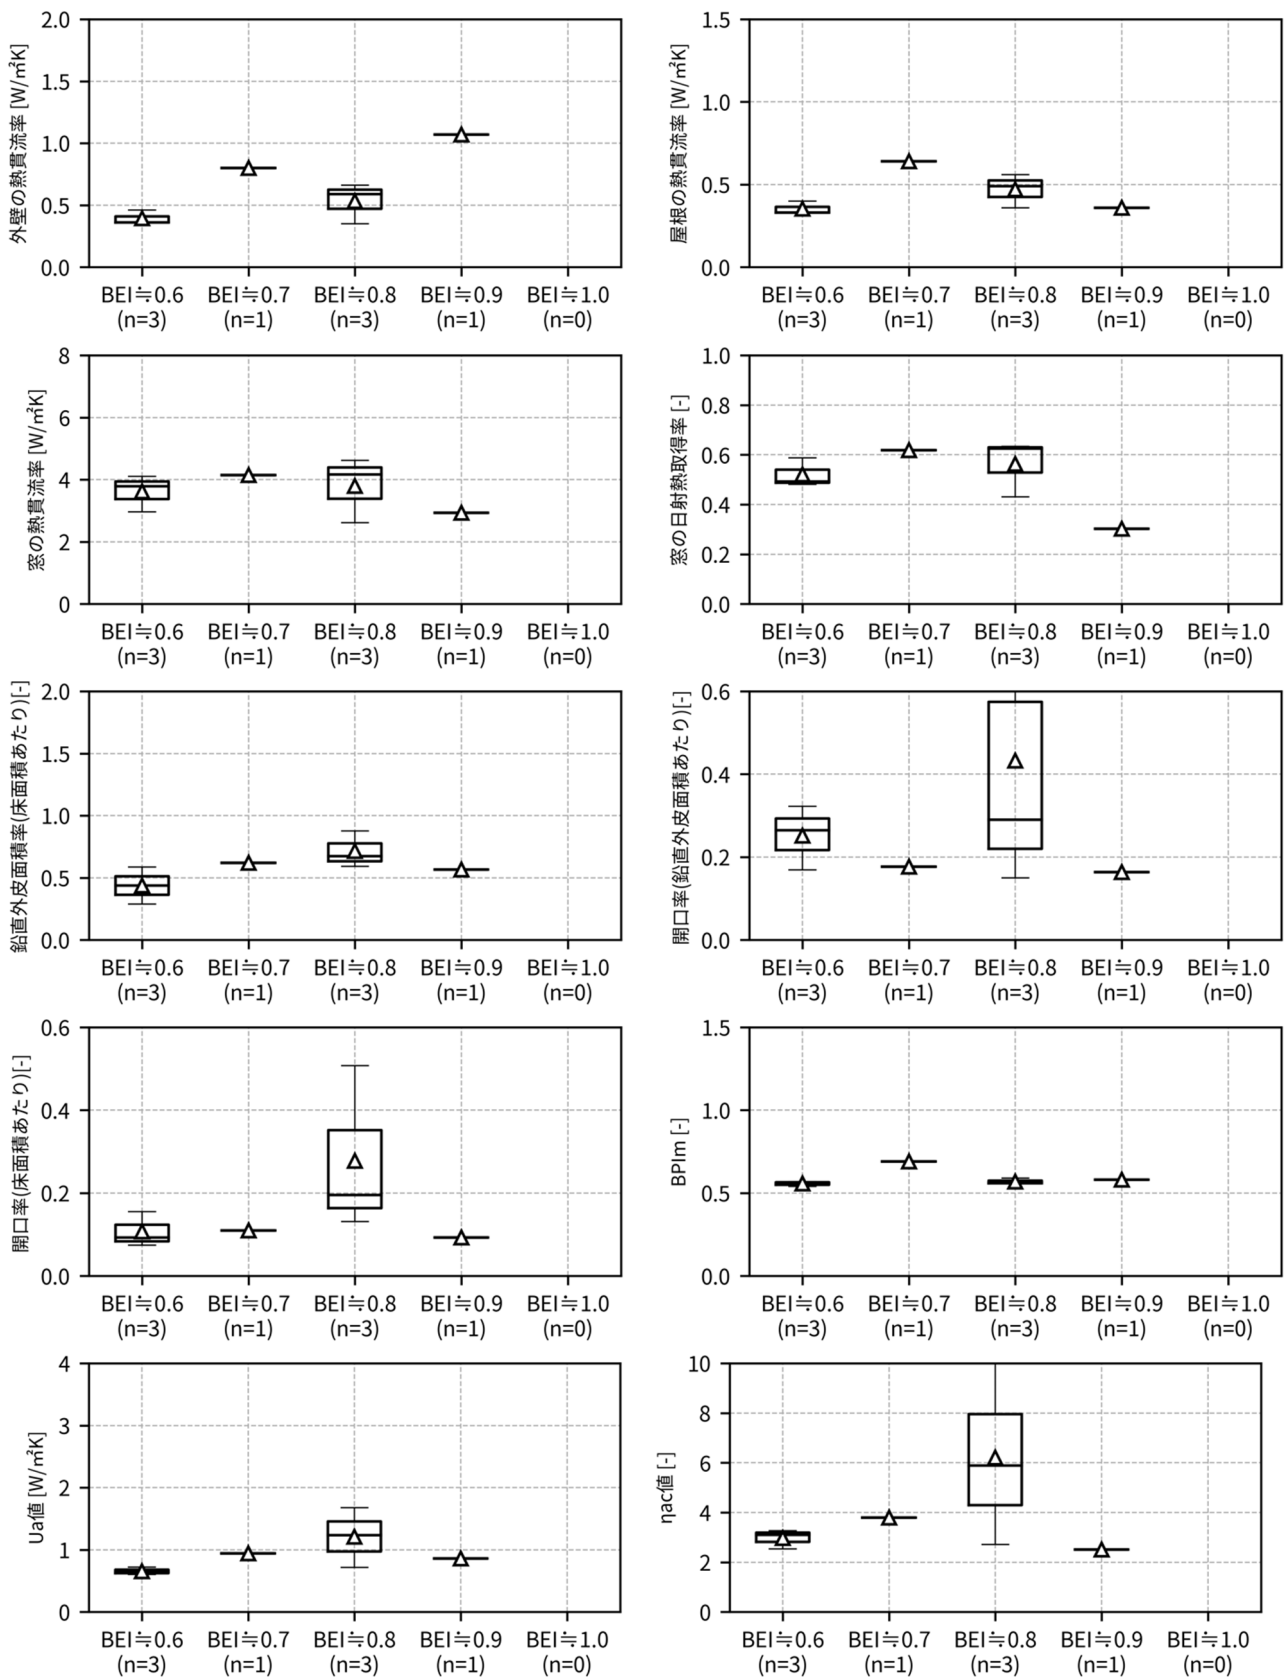 外壁の熱貫流率 [W/㎡K]
2.0
1.5
1.0
0.5
0.0
BEI≒0.6 BEI≒0.7 BEI≒0.8 BEI≒0.9 BEI≒1.0
(n=3) (n=1) (n=3) (n=1) (n=0)
屋根の熱貫流率 [W/㎡K]
1.5
1.0
0.5
0.0
BEI≒0.6 BEI≒0.7 BEI≒0.8 BEI≒0.9 BEI≒1.0
(n=3) (n=1) (n=3) (n=1) (n=0)
窓の熱貫流率 [W/㎡K]
8
6
4
2
0
BEI≒0.6 BEI≒0.7 BEI≒0.8 BEI≒0.9 BEI≒1.0
(n=3) (n=1) (n=3) (n=1) (n=0)
窓の日射熱取得率 [-]
1.0
0.8
0.6
0.4
0.2
0.0
BEI≒0.6 BEI≒0.7 BEI≒0.8 BEI≒0.9 BEI≒1.0
(n=3) (n=1) (n=3) (n=1) (n=0)
鉛直外皮面積率(床面積あたり)[-]
2.0
1.5
1.0
0.5
0.0
BEI≒0.6 BEI≒0.7 BEI≒0.8 BEI≒0.9 BEI≒1.0
(n=3) (n=1) (n=3) (n=1) (n=0)
開口率(鉛直外皮面積あたり)[-]
0.6
0.4
0.2
0.0
BEI≒0.6 BEI≒0.7 BEI≒0.8 BEI≒0.9 BEI≒1.0
(n=3) (n=1) (n=3) (n=1) (n=0)
開口率(床面積あたり)[-]
0.6
0.4
0.2
0.0
BEI≒0.6 BEI≒0.7 BEI≒0.8 BEI≒0.9 BEI≒1.0
(n=3) (n=1) (n=3) (n=1) (n=0)
BPIm [-]
1.5
1.0
0.5
0.0
BEI≒0.6 BEI≒0.7 BEI≒0.8 BEI≒0.9 BEI≒1.0
(n=3) (n=1) (n=3) (n=1) (n=0)
Ua値 [W/㎡K]
4
3
2
1
0
BEI≒0.6 BEI≒0.7 BEI≒0.8 BEI≒0.9 BEI≒1.0
(n=3) (n=1) (n=3) (n=1) (n=0)
ηac値 [-]
10
8
6
4
2
0
BEI≒0.6 BEI≒0.7 BEI≒0.8 BEI≒0.9 BEI≒1.0
(n=3) (n=1) (n=3) (n=1) (n=0)